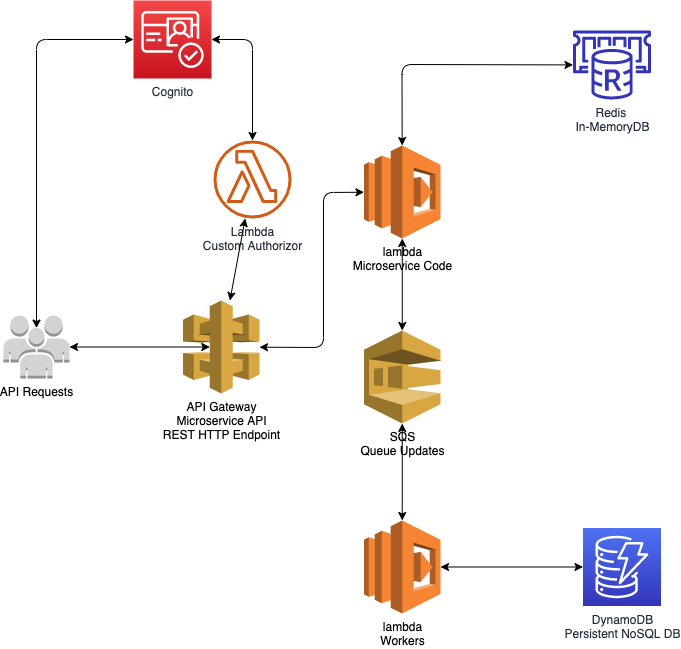 Cognito
R
Redis
In-MemoryDB
Lambda
Custom Authorizor
lambda
Microservice Code
API Requests
API Gateway
Microservice API
REST HTTP Endpoint
SQS
Queue Updates
lambda
Workers
DynamoDB
Persistent NoSQL DB